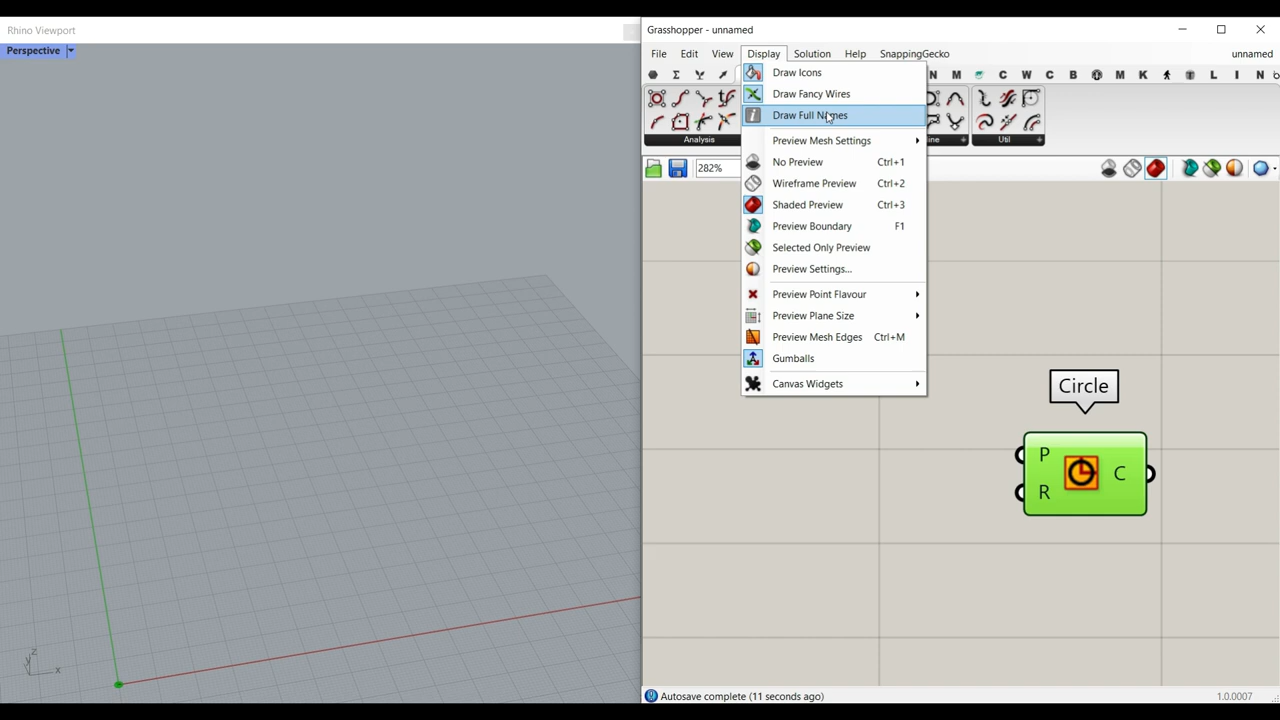 Rhino Viewport
Perspective
z
y
x
Grasshopper - unnamed
File Edit View Display Solution Help SnappingGecko unnamed
N M C W C B M K L I N
Analysis
Util
282%
Draw Icons
Draw Fancy Wires
Draw Full Names
Preview Mesh Settings
No Preview Ctrl+1
Wireframe Preview Ctrl+2
Shaded Preview Ctrl+3
Preview Boundary F1
Selected Only Preview
Preview Settings...
Preview Point Flavour
Preview Plane Size
Preview Mesh Edges Ctrl+M
Gumballs
Canvas Widgets
Circle
P
R
C
Autosave complete (11 seconds ago) 1.0.0007